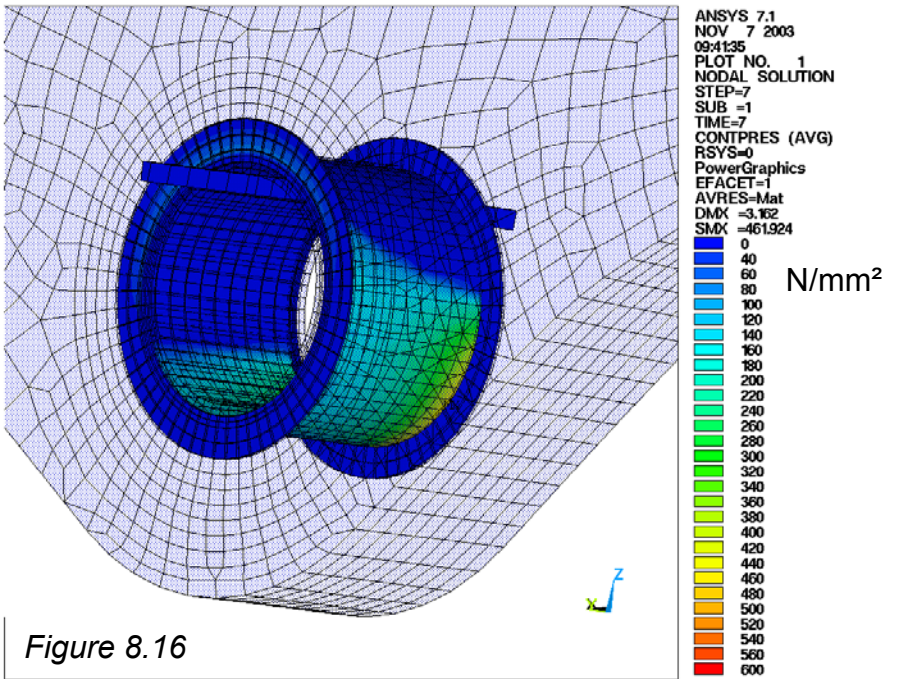 ANSYS 7.1
NOV 7 2003
09:41:35
PLOT NO. 1
NODAL SOLUTION
STEP=7
SUB =1
TIME=7
CONTPRES (AVG)
RSYS=0
PowerGraphics
EFACET=1
AVRES=Mat
DMX =3.162
SMX =461.924
0
40
60
80
100
120
140
160
180
200
220
240
260
280
300
320
340
360
380
400
420
440
460
480
500
520
540
560
600
N/mm²
Z
X
Figure 8.16